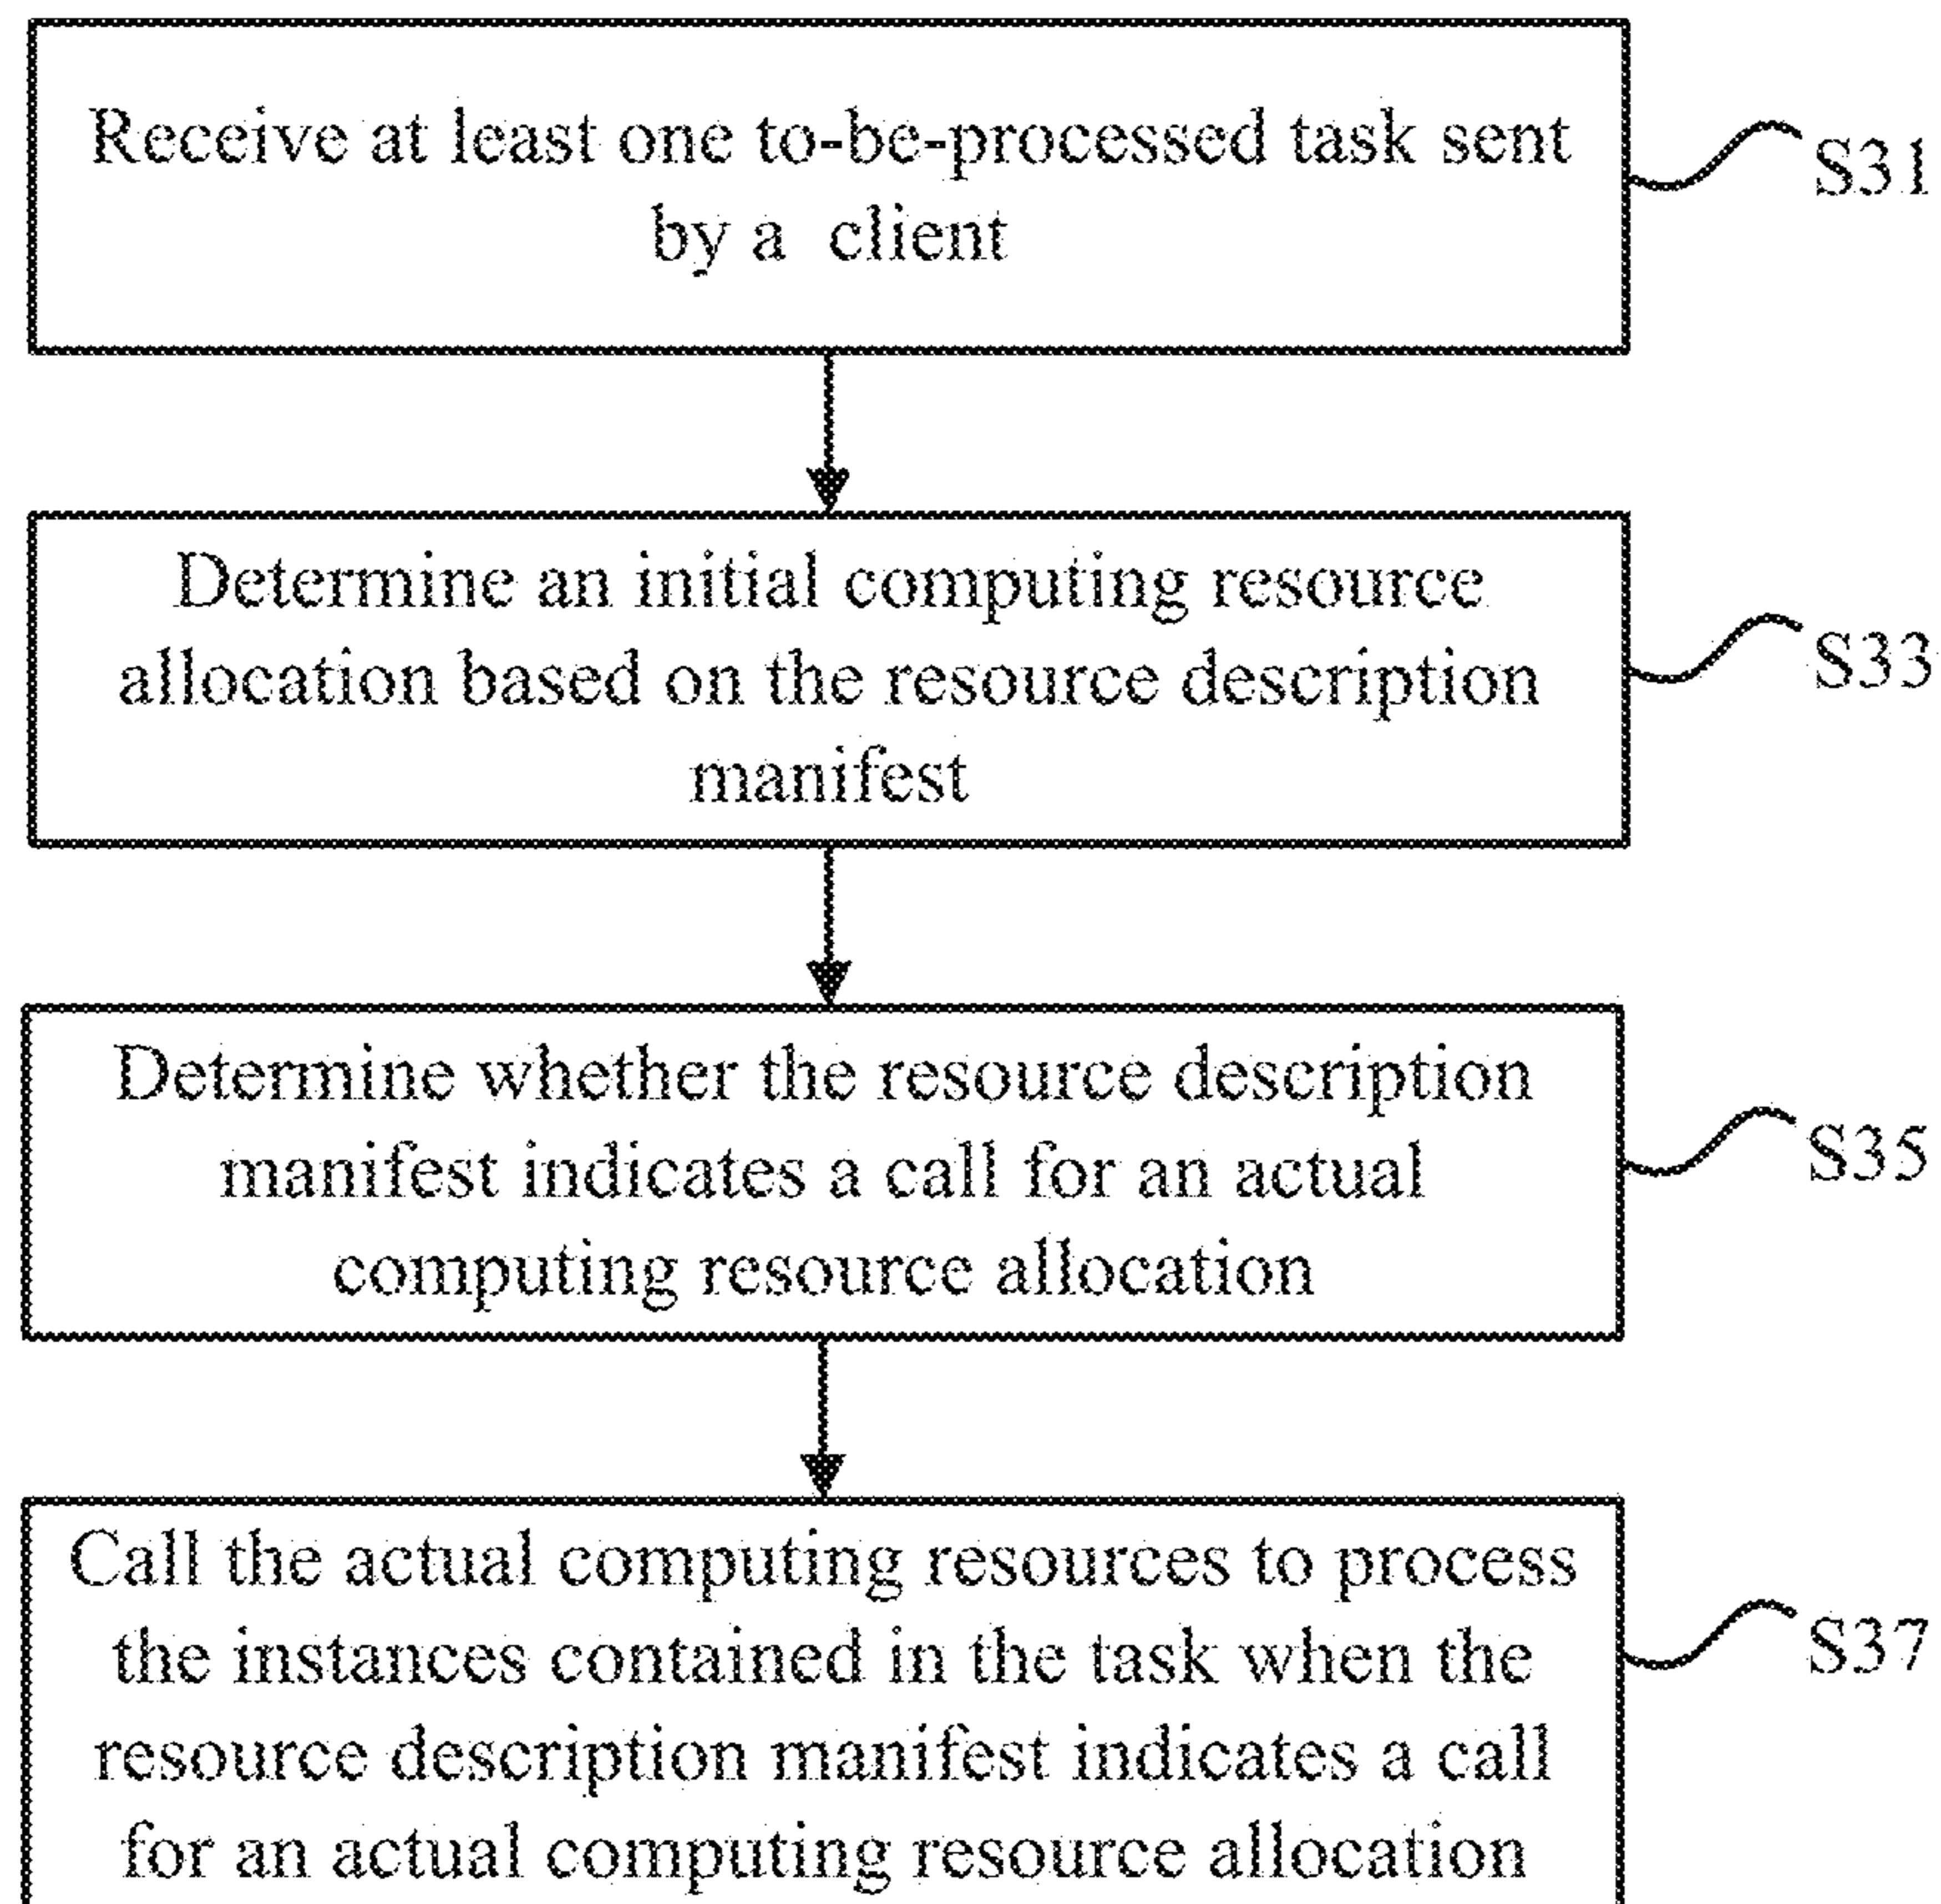 Receive at least one to-be-processed task sent
by a client
S31
Determine an initial computing resource
allocation based on the resource description
manifest
S33
Determine whether the resource description
manifest indicates a call for an actual
computing resource allocation
S35
Call the actual computing resources to process
the instances contained in the task when the
resource description manifest indicates a call
for an actual computing resource allocation
S37